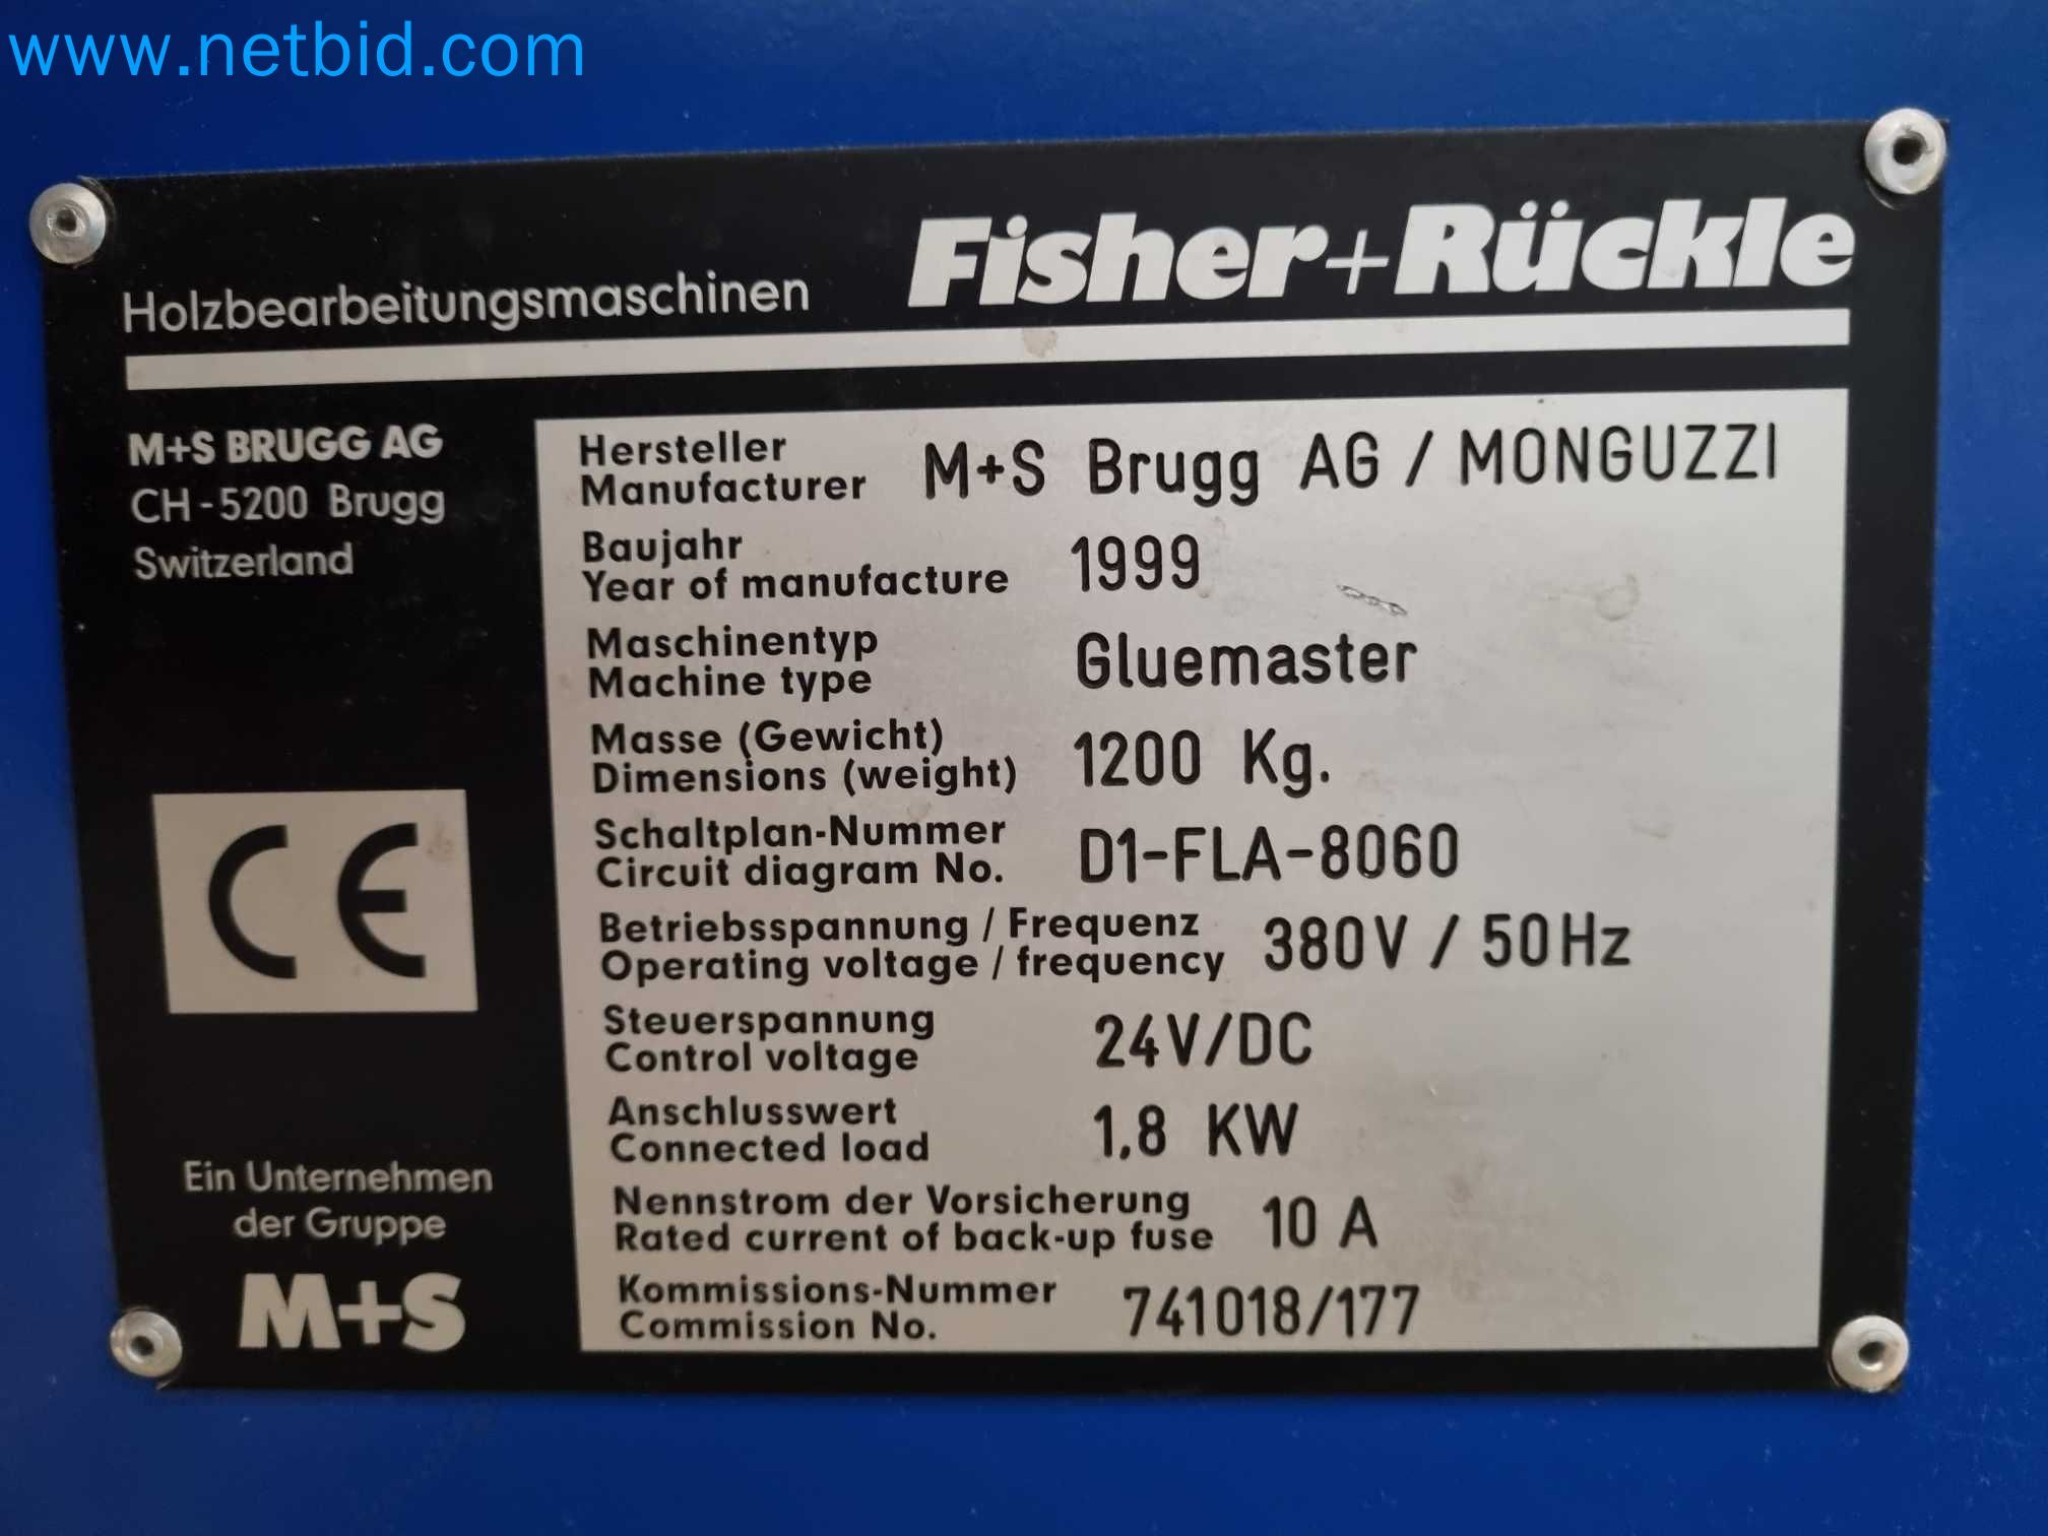 www.netbid.com
Holzbearbeitungsmaschinen Fisher+Rückle
M+S BRUGG AG
CH-5200 Brugg
Switzerland
Hersteller
Manufacturer M+S Brugg AG / MONGUZZI
Baujahr
Year of manufacture 1999
Maschinentyp
Machine type Gluemaster
Masse (Gewicht)
Dimensions (weight) 1200 Kg.
Schaltplan-Nummer
Circuit diagram No. D1-FLA-8060
Betriebsspannung / Frequenz
Operating voltage / frequency 380V / 50Hz
Steuerspannung
Control voltage 24V/DC
Anschlusswert
Connected load 1,8 KW
Nennstrom der Vorsicherung
Rated current of back-up fuse 10 A
Kommissions-Nummer
Commission No. 741018/177
CE
Ein Unternehmen
der Gruppe
M+S